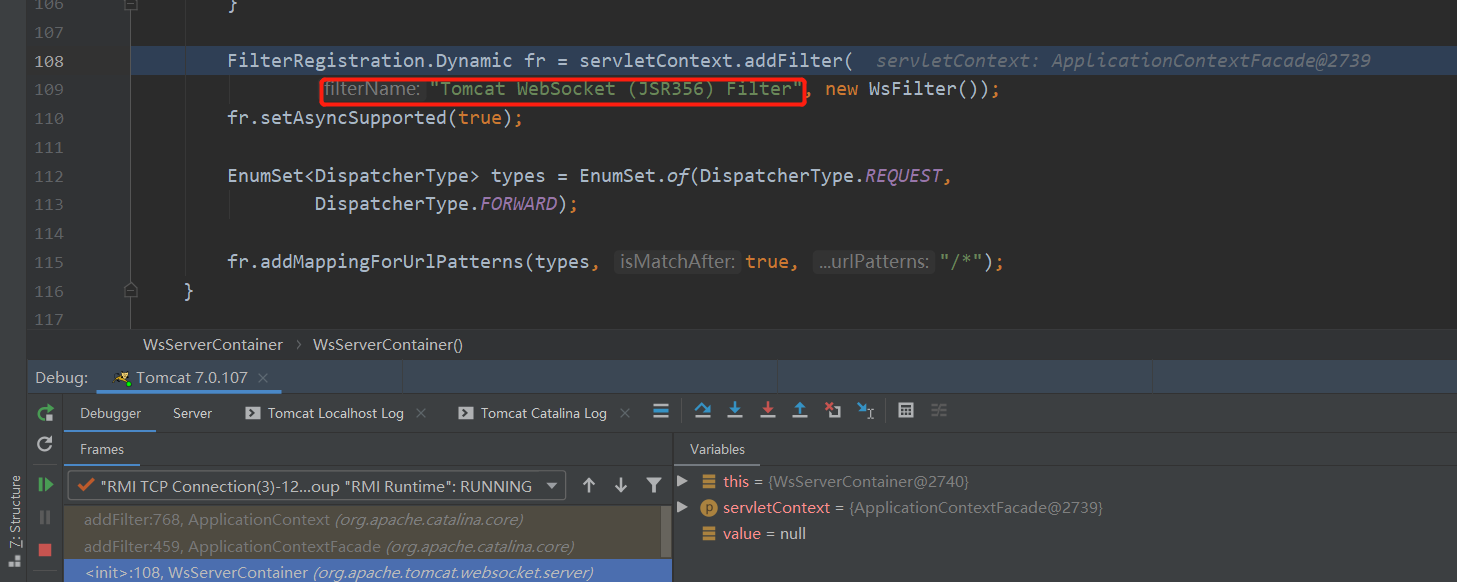 106 }
107
108 FilterRegistration.Dynamic fr = servletContext.addFilter( servletContext: ApplicationContextFacade@2739
109 filterName: "Tomcat WebSocket (JSR356) Filter", new WsFilter());
110 fr.setAsyncSupported(true);
111
112 EnumSet<DispatcherType> types = EnumSet.of(DispatcherType.REQUEST,
113 DispatcherType.FORWARD);
114
115 fr.addMappingForUrlPatterns(types, isMatchAfter: true, ...urlPatterns: "/*");
116 }
117
WsServerContainer › WsServerContainer()
Debug: Tomcat 7.0.107 ×
Debugger Server Tomcat Localhost Log × Tomcat Catalina Log ×
Frames Variables
"RMI TCP Connection(3)-12...oup "RMI Runtime": RUNNING
addFilter:768, ApplicationContext (org.apache.catalina.core)
addFilter:459, ApplicationContextFacade (org.apache.catalina.core)
<init>:108, WsServerContainer (org.apache.tomcat.websocket.server)
this = {WsServerContainer@2740}
p servletContext = {ApplicationContextFacade@2739}
value = null
Z: Structure